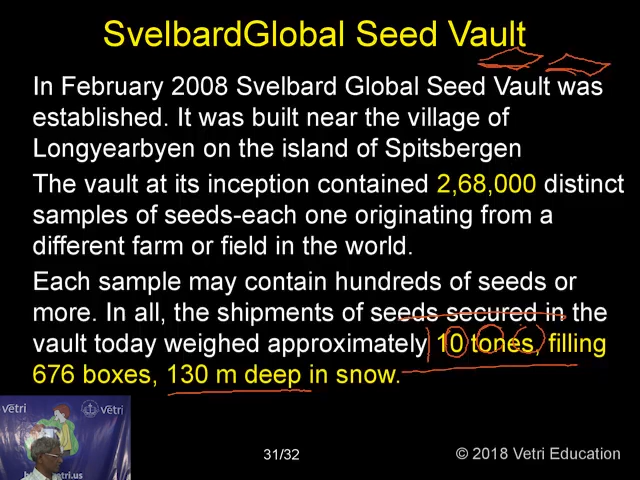 SvelbardGlobal Seed Vault
In February 2008 Svelbard Global Seed Vault was
established. It was built near the village of
Longyearbyen on the island of Spitsbergen
The vault at its inception contained 2,68,000 distinct
samples of seeds-each one originating from a
different farm or field in the world.
Each sample may contain hundreds of seeds or
more. In all, the shipments of seeds secured in the
vault today weighed approximately 10 tones, filling
676 boxes, 130 m deep in snow.
vetri
vetri
31/32
© 2018 Vetri Education